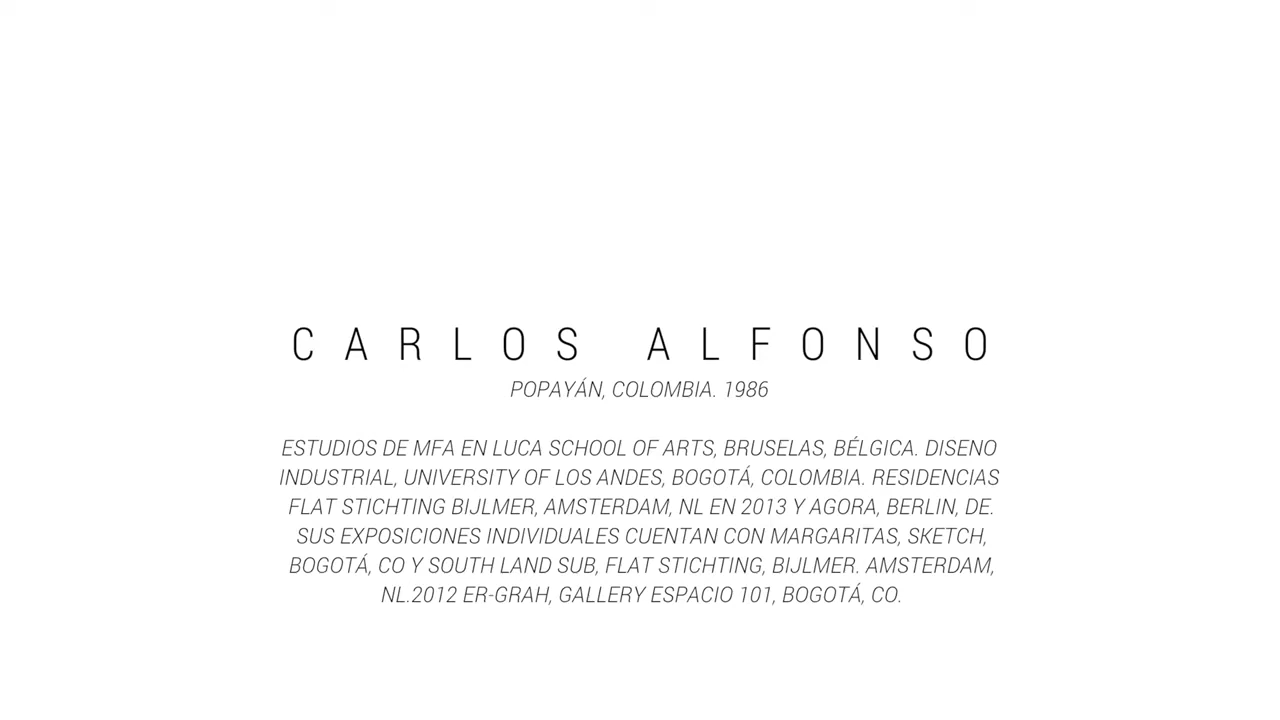 CARLOS ALFONSO
POPAYÁN, COLOMBIA. 1986
ESTUDIOS DE MFA EN LUCA SCHOOL OF ARTS, BRUSELAS, BÉLGICA. DISENO
INDUSTRIAL, UNIVERSITY OF LOS ANDES, BOGOTÁ, COLOMBIA. RESIDENCIAS
FLAT STICHTING BIJLMER, AMSTERDAM, NL EN 2013 Y AGORA, BERLIN, DE.
SUS EXPOSICIONES INDIVIDUALES CUENTAN CON MARGARITAS, SKETCH,
BOGOTÁ, CO Y SOUTH LAND SUB, FLAT STICHTING, BIJLMER. AMSTERDAM,
NL.2012 ER-GRAH, GALLERY ESPACIO 101, BOGOTÁ, CO.